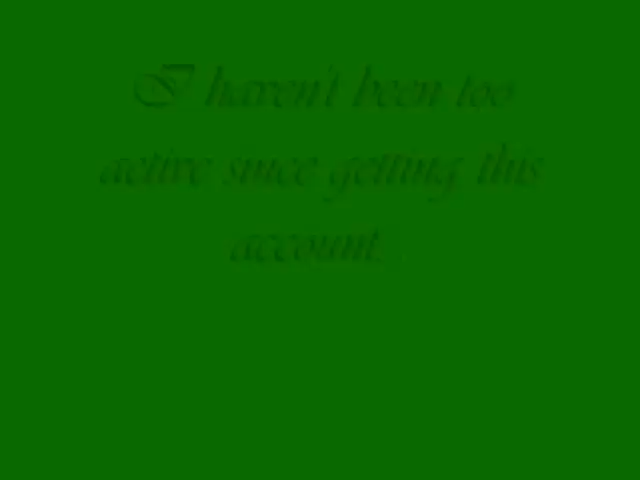 I haven't been too
active since getting this
account.